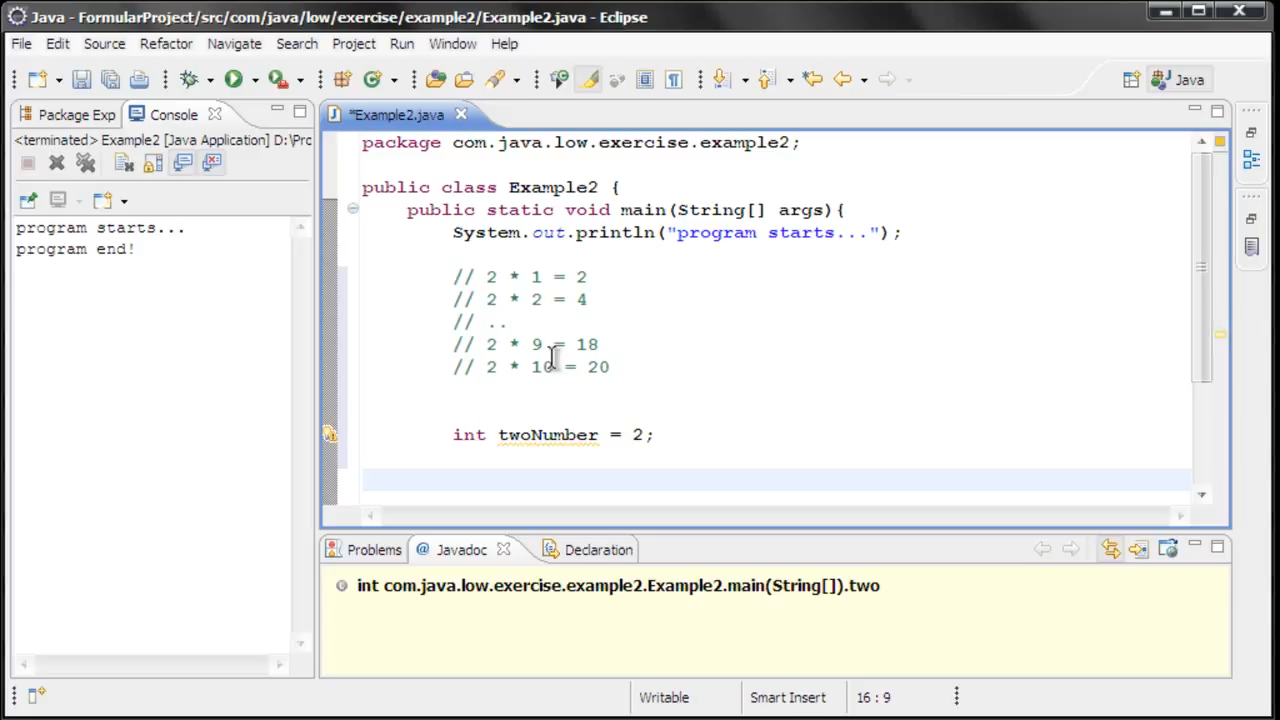 Java - FormularProject/src/com/java/low/exercise/example2/Example2.java - Eclipse
File Edit Source Refactor Navigate Search Project Run Window Help
Java
Package Exp Console
<terminated> Example2 [Java Application] D:\Prc
program starts...
program end!
*Example2.java
package com.java.low.exercise.example2;
public class Example2 {
public static void main(String[] args){
System.out.println("program starts...");
// 2 * 1 = 2
// 2 * 2 = 4
// ..
// 2 * 9 = 18
// 2 * 10 = 20
int twoNumber = 2;
Problems @ Javadoc Declaration
int com.java.low.exercise.example2.Example2.main(String[]).two
Writable Smart Insert 16 : 9